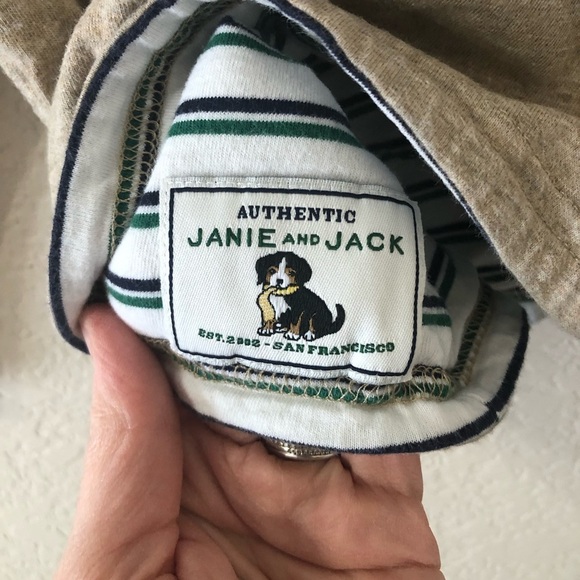 AUTHENTIC
JANIE AND JACK
EST. 2002 - SAN FRANCISCO